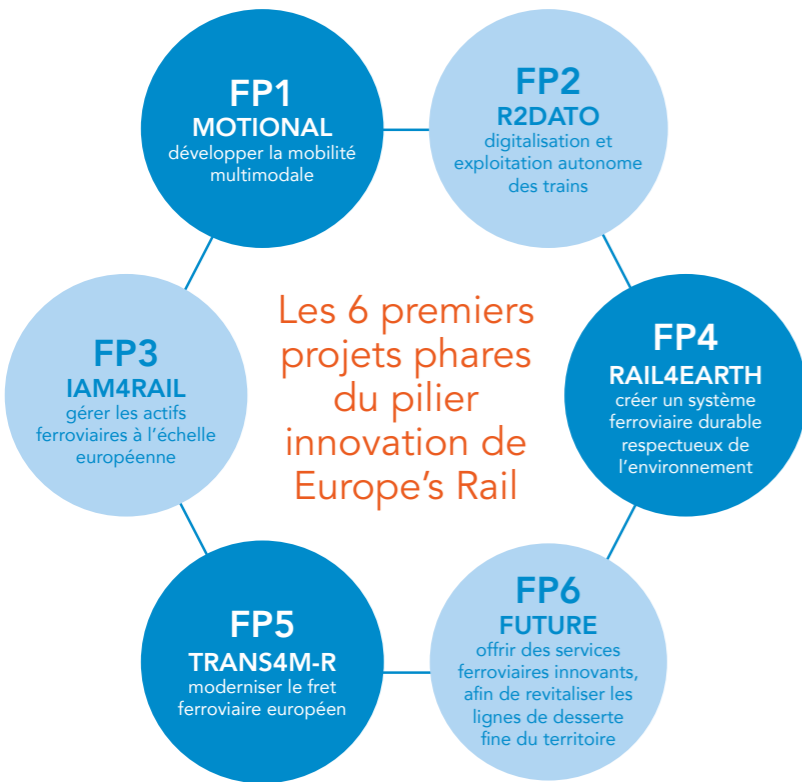 FP1
MOTIONAL
développer la mobilité
multimodale
FP2
R2DATO
digitalisation et
exploitation autonome
des trains
FP3
IAM4RAIL
gérer les actifs
ferroviaires à l’échelle
européenne
Les 6 premiers
projets phares
du pilier
innovation de
Europe’s Rail
FP4
RAIL4EARTH
créer un système
ferroviaire durable
respectueux de
l’environnement
FP5
TRANS4M-R
moderniser le fret
ferroviaire européen
FP6
FUTURE
offrir des services
ferroviaires innovants,
afin de revitaliser les
lignes de desserte
fine du territoire